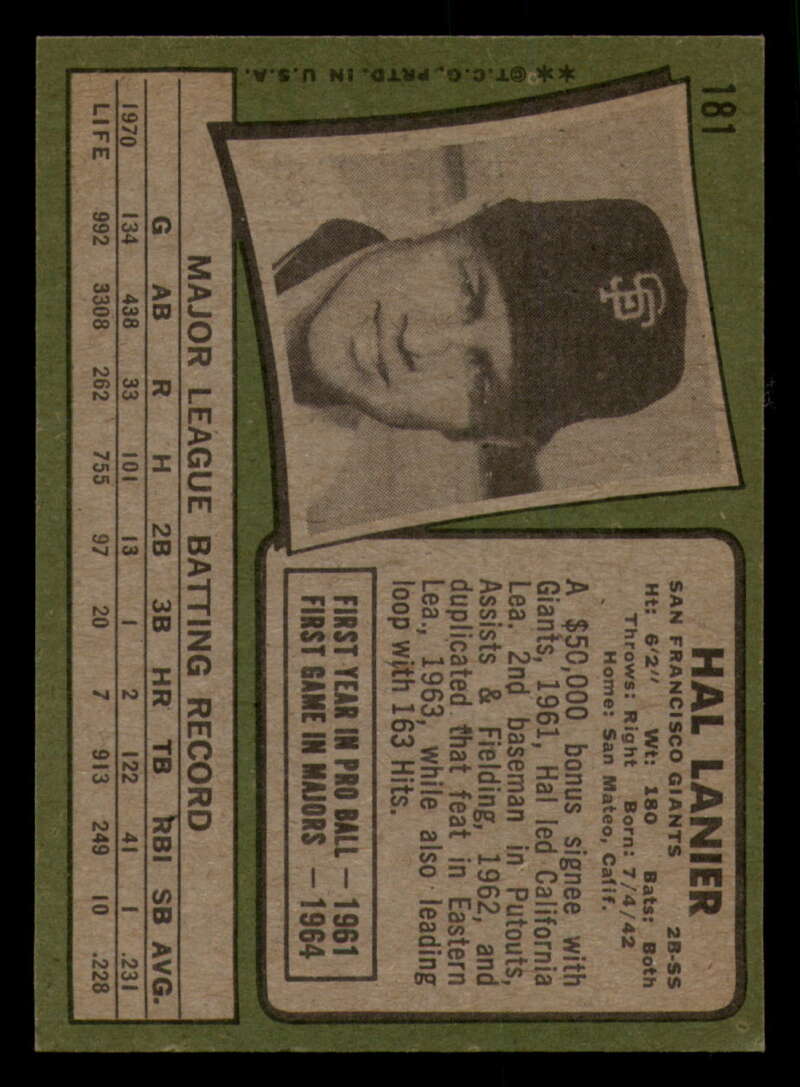 181
HAL LANIER
SAN FRANCISCO GIANTS 2B-SS
Ht: 6'2" Wt: 180 Bats: Both
Throws: Right Born: 7/4/42
Home: San Mateo, Calif.
A $50,000 bonus signee with
Giants, 1961, Hal led California
Lea. 2nd baseman in Putouts,
Assists & Fielding, 1962, and
duplicated that feat in Eastern
Lea., 1963, while also leading
loop with 163 Hits.
FIRST YEAR IN PRO BALL — 1961
FIRST GAME IN MAJORS — 1964
SF
MAJOR LEAGUE BATTING RECORD
G AB R H 2B 3B HR TB RBI SB AVG.
1970 134 438 33 101 13 1 2 122 41 1 .231
LIFE 992 3308 262 755 97 20 7 913 249 10 .228
**©T.C.G. PRTD. IN U.S.A.